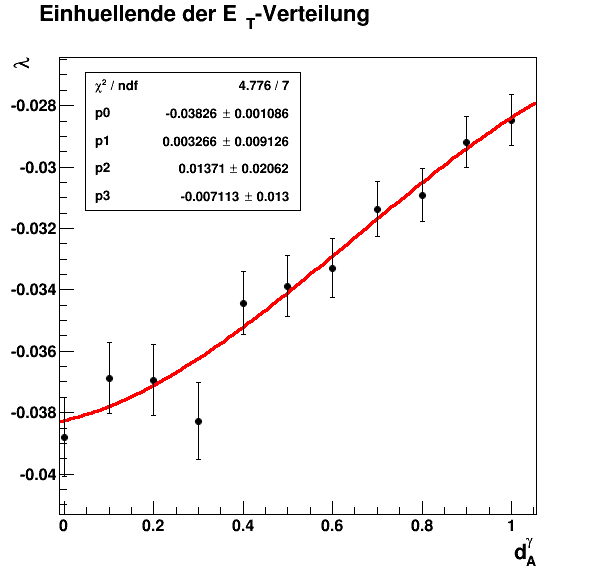 Einhuellende der E T-Verteilung
λ
χ2 / ndf 4.776 / 7
p0 -0.03826 ± 0.001086
p1 0.003266 ± 0.009126
p2 0.01371 ± 0.02062
p3 -0.007113 ± 0.013
-0.028
-0.03
-0.032
-0.034
-0.036
-0.038
-0.04
0 0.2 0.4 0.6 0.8 1
dγA